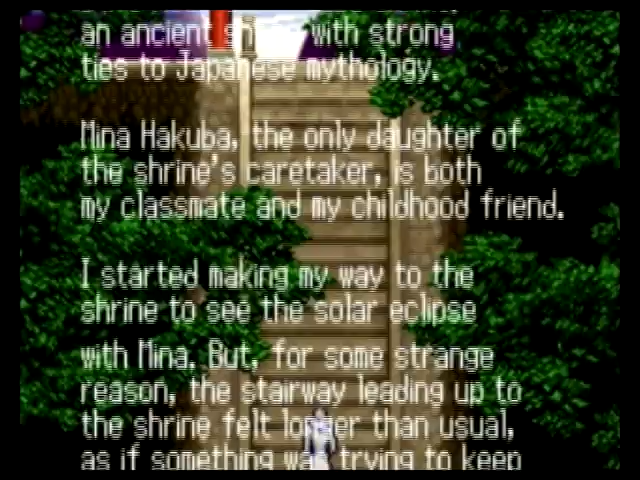 an ancient shrine with strong
ties to Japanese mythology.
Mina Hakuba, the only daughter of
the shrine's caretaker, is both
my classmate and my childhood friend.
I started making my way to the
shrine to see the solar eclipse
with Mina. But, for some strange
reason, the stairway leading up to
the shrine felt longer than usual,
as if something was trying to keep